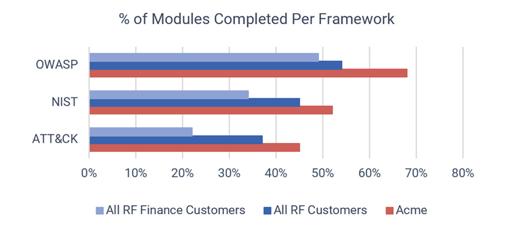 % of Modules Completed Per Framework
OWASP
NIST
ATT&CK
0% 10% 20% 30% 40% 50% 60% 70% 80%
All RF Finance Customers All RF Customers Acme